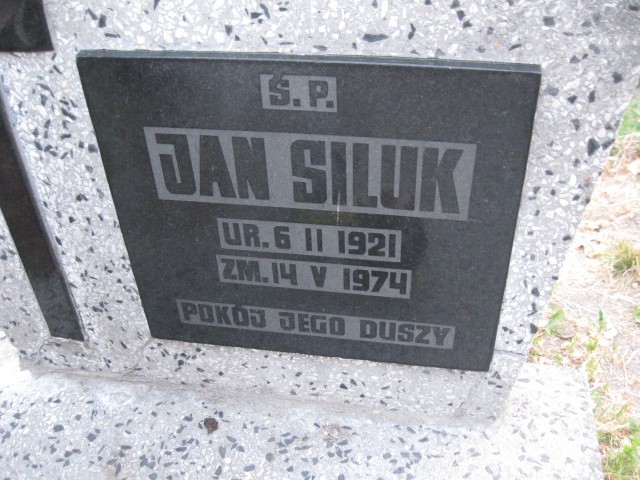 Ś.P.
JAN SILUK
UR. 6 II 1921
ZM. 14 V 1974
POKÓJ JEGO DUSZY